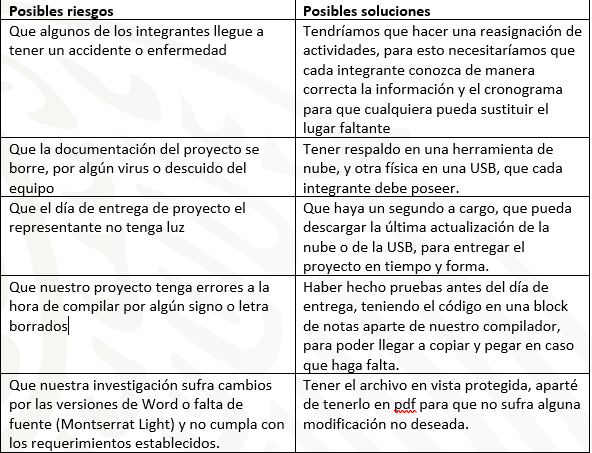 Posibles riesgos
Posibles soluciones
Que algunos de los integrantes llegue a
tener un accidente o enfermedad
Tendríamos que hacer una reasignación de
actividades, para esto necesitaríamos que
cada integrante conozca de manera
correcta la información y el cronograma
para que cualquiera pueda sustituir el
lugar faltante
Que la documentación del proyecto se
borre, por algún virus o descuido del
equipo
Tener respaldo en una herramienta de
nube, y otra física en una USB, que cada
integrante debe poseer.
Que el día de entrega de proyecto el
representante no tenga luz
Que haya un segundo a cargo, que pueda
descargar la última actualización de la
nube o de la USB, para entregar el
proyecto en tiempo y forma.
Que nuestro proyecto tenga errores a la
hora de compilar por algún signo o letra
borrados
Haber hecho pruebas antes del día de
entrega, teniendo el código en una block
de notas aparte de nuestro compilador,
para poder llegar a copiar y pegar en caso
que haga falta.
Que nuestra investigación sufra cambios
por las versiones de Word o falta de
fuente (Montserrat Light) y no cumpla con
los requerimientos establecidos.
Tener el archivo en vista protegida, aparté
de tenerlo en pdf para que no sufra alguna
modificación no deseada.